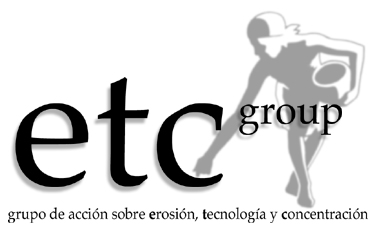 etc group
grupo de acción sobre erosión, tecnología y concentración